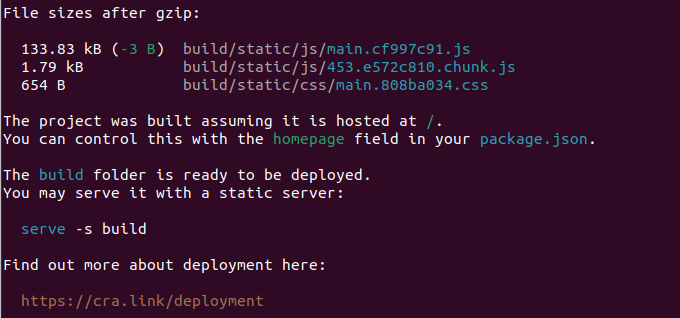 File sizes after gzip:
133.83 kB (-3 B)  build/static/js/main.cf997c91.js
1.79 kB           build/static/js/453.e572c810.chunk.js
654 B             build/static/css/main.808ba034.css
The project was built assuming it is hosted at /.
You can control this with the homepage field in your package.json.
The build folder is ready to be deployed.
You may serve it with a static server:
serve -s build
Find out more about deployment here:
https://cra.link/deployment